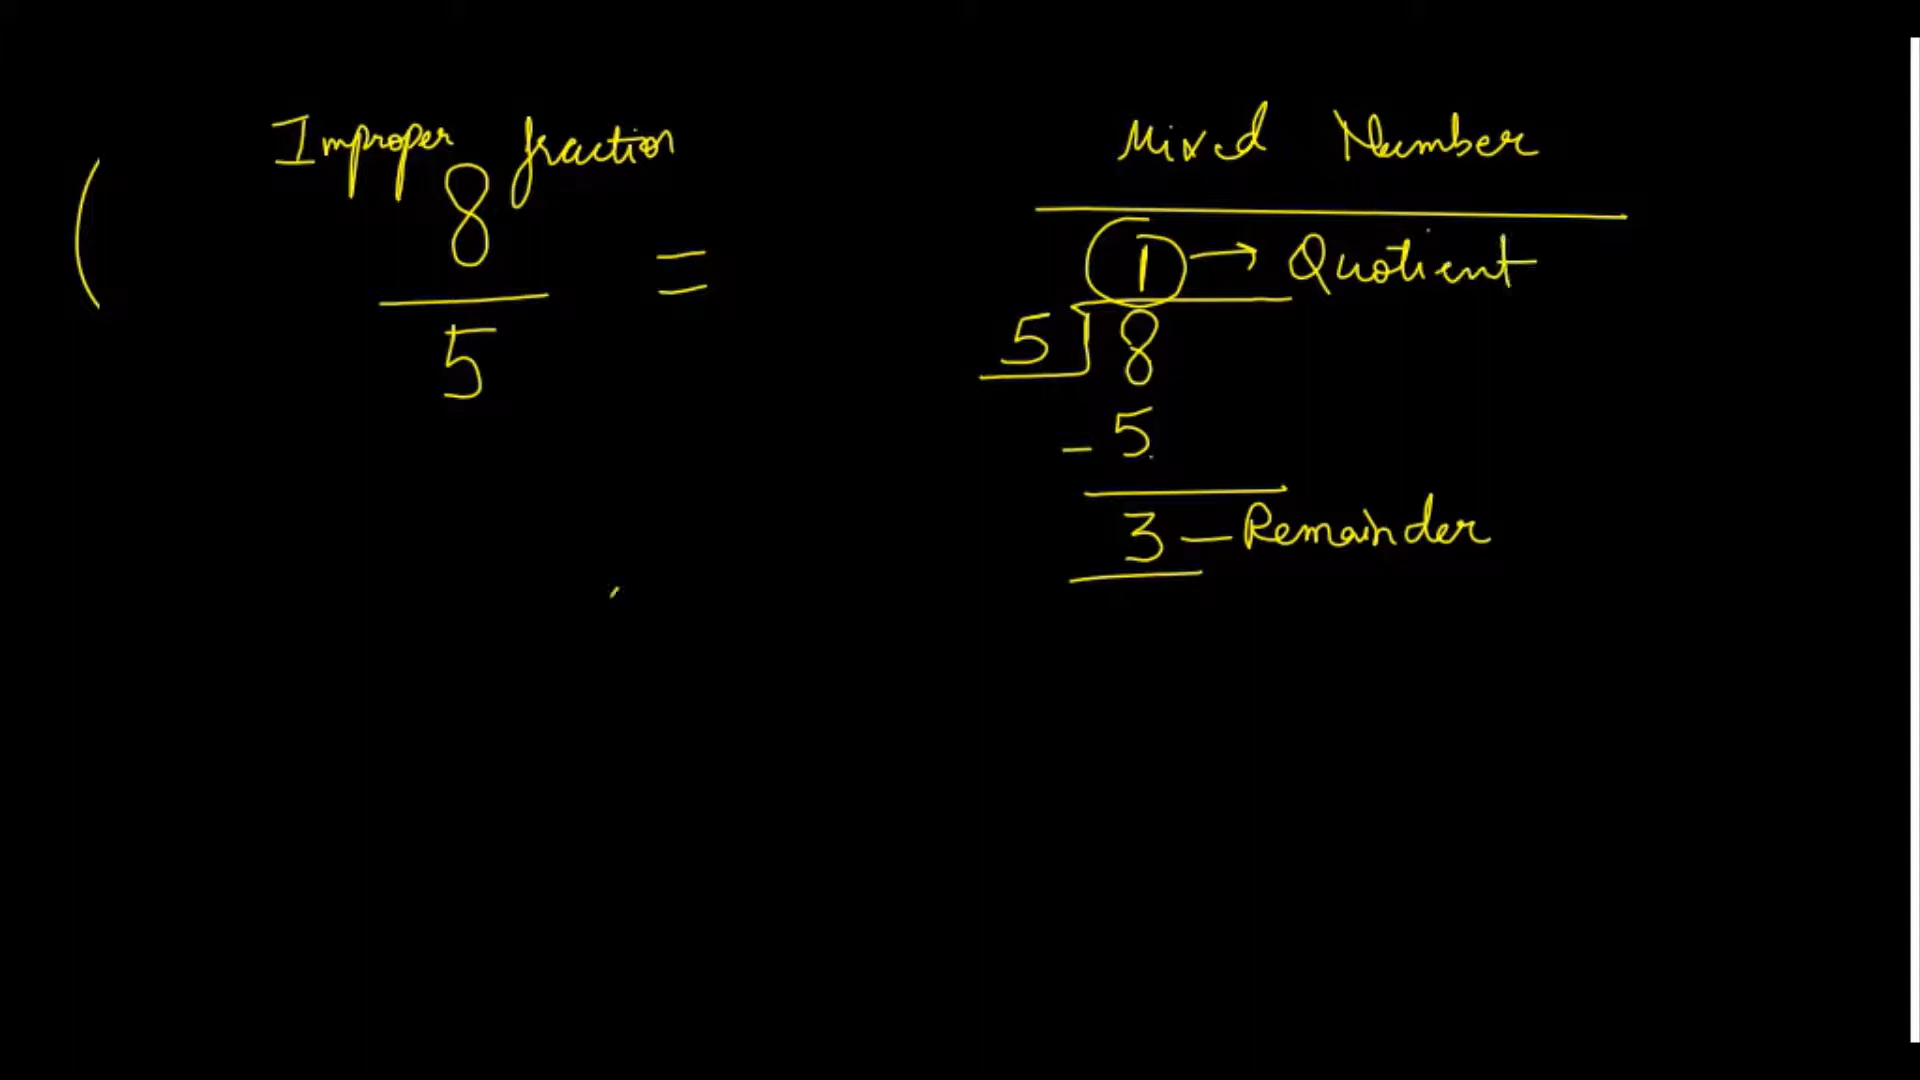 Improper fraction
( 8
5
=
Mixed Number
1 → Quotient
5 8
- 5
3 — Remainder